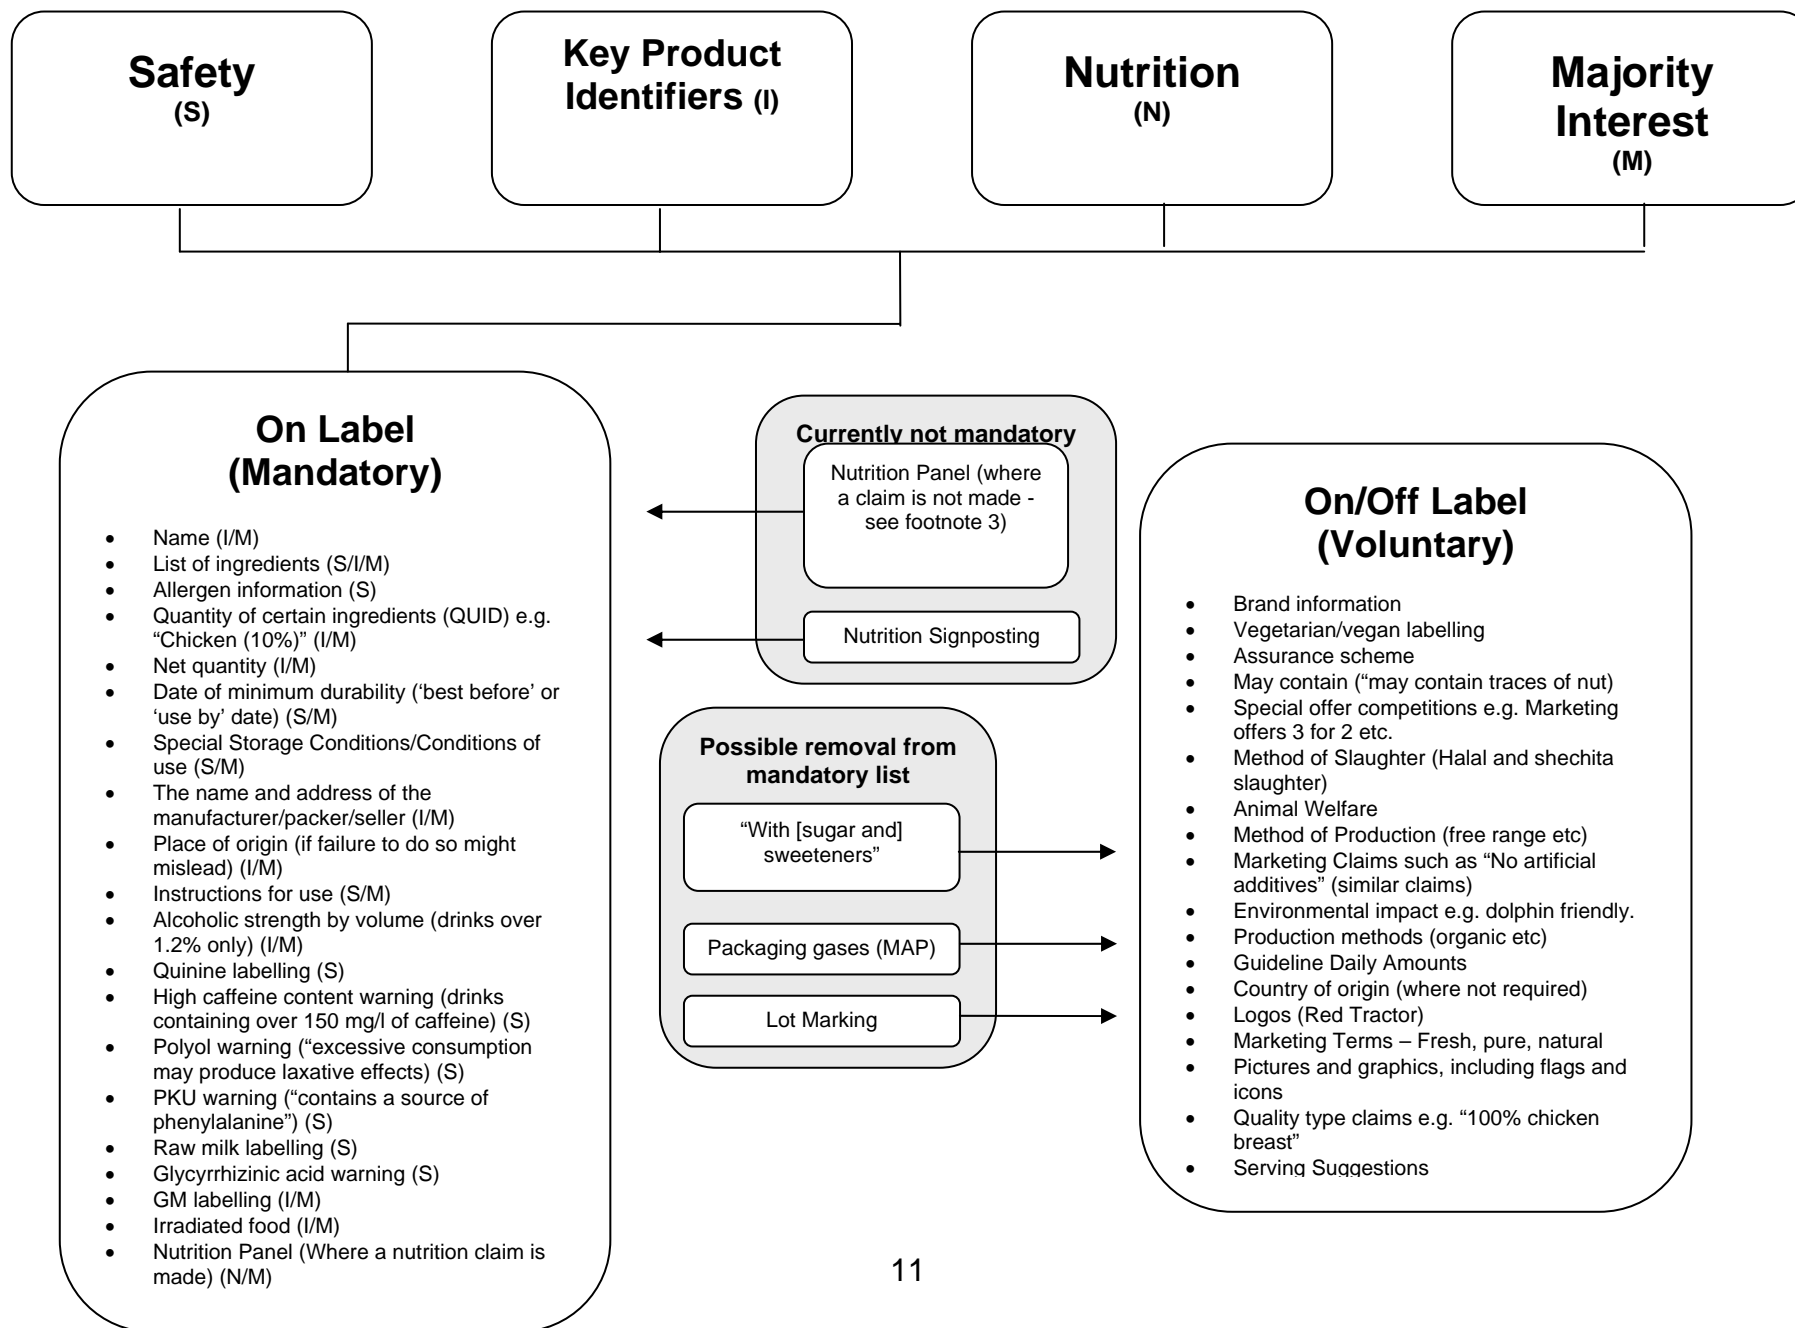 Safety
(S)
Key Product
Identifiers (I)
Nutrition
(N)
Majority
Interest
(M)
On Label
(Mandatory)
• Name (I/M)
• List of ingredients (S/I/M)
• Allergen information (S)
• Quantity of certain ingredients (QUID) e.g.
“Chicken (10%)” (I/M)
• Net quantity (I/M)
• Date of minimum durability (‘best before’ or
‘use by’ date) (S/M)
• Special Storage Conditions/Conditions of
use (S/M)
• The name and address of the
manufacturer/packer/seller (I/M)
• Place of origin (if failure to do so might
mislead) (I/M)
• Instructions for use (S/M)
• Alcoholic strength by volume (drinks over
1.2% only) (I/M)
• Quinine labelling (S)
• High caffeine content warning (drinks
containing over 150 mg/l of caffeine) (S)
• Polyol warning (“excessive consumption
may produce laxative effects) (S)
• PKU warning (“contains a source of
phenylalanine”) (S)
• Raw milk labelling (S)
• Glycyrrhizinic acid warning (S)
• GM labelling (I/M)
• Irradiated food (I/M)
• Nutrition Panel (Where a nutrition claim is
made) (N/M)
Currently not mandatory
Nutrition Panel (where
a claim is not made -
see footnote 3)
Nutrition Signposting
Possible removal from
mandatory list
“With [sugar and]
sweeteners”
Packaging gases (MAP)
Lot Marking
On/Off Label
(Voluntary)
• Brand information
• Vegetarian/vegan labelling
• Assurance scheme
• May contain (“may contain traces of nut)
• Special offer competitions e.g. Marketing
offers 3 for 2 etc.
• Method of Slaughter (Halal and shechita
slaughter)
• Animal Welfare
• Method of Production (free range etc)
• Marketing Claims such as “No artificial
additives” (similar claims)
• Environmental impact e.g. dolphin friendly.
• Production methods (organic etc)
• Guideline Daily Amounts
• Country of origin (where not required)
• Logos (Red Tractor)
• Marketing Terms – Fresh, pure, natural
• Pictures and graphics, including flags and
icons
• Quality type claims e.g. “100% chicken
breast”
• Serving Suggestions
11